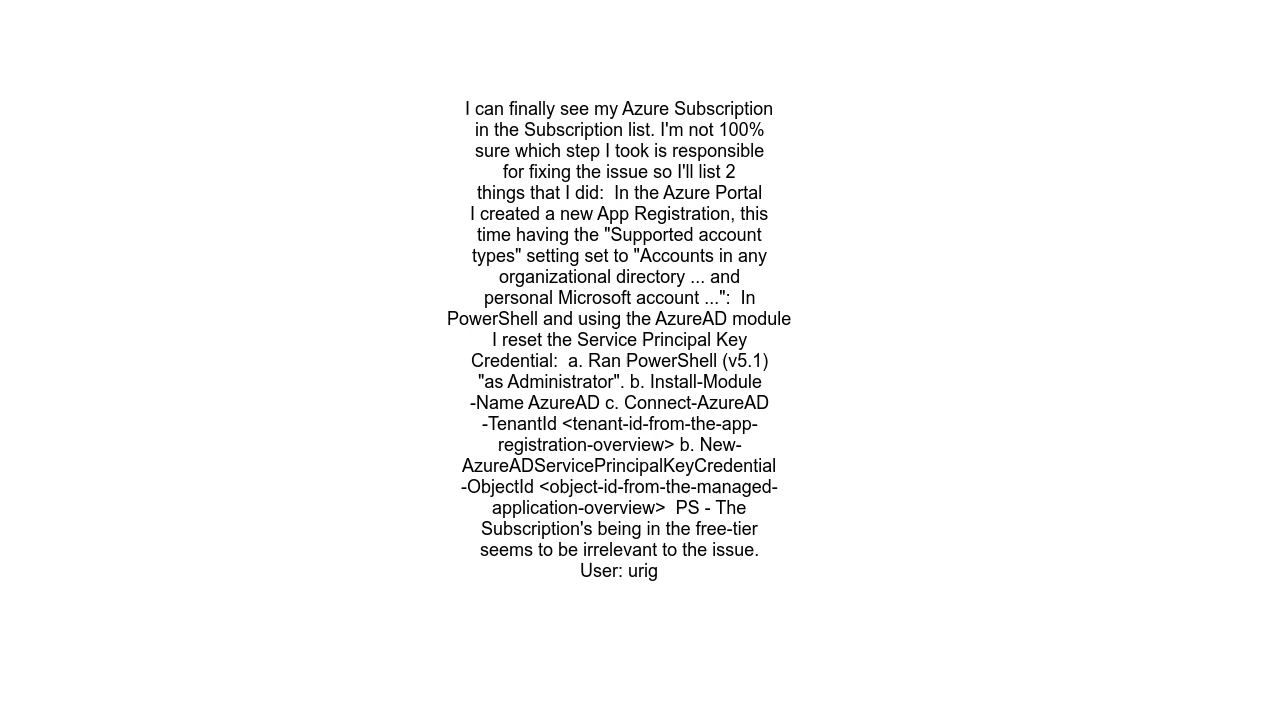 I can finally see my Azure Subscription
in the Subscription list. I'm not 100%
sure which step I took is responsible
for fixing the issue so I'll list 2
things that I did:  In the Azure Portal
I created a new App Registration, this
time having the "Supported account
types" setting set to "Accounts in any
organizational directory ... and
personal Microsoft account ...":  In
PowerShell and using the AzureAD module
I reset the Service Principal Key
Credential:  a. Ran PowerShell (v5.1)
"as Administrator". b. Install-Module
-Name AzureAD c. Connect-AzureAD
-TenantId <tenant-id-from-the-app-
registration-overview> b. New-
AzureADServicePrincipalKeyCredential
-ObjectId <object-id-from-the-managed-
application-overview>  PS - The
Subscription's being in the free-tier
seems to be irrelevant to the issue.
User: urig